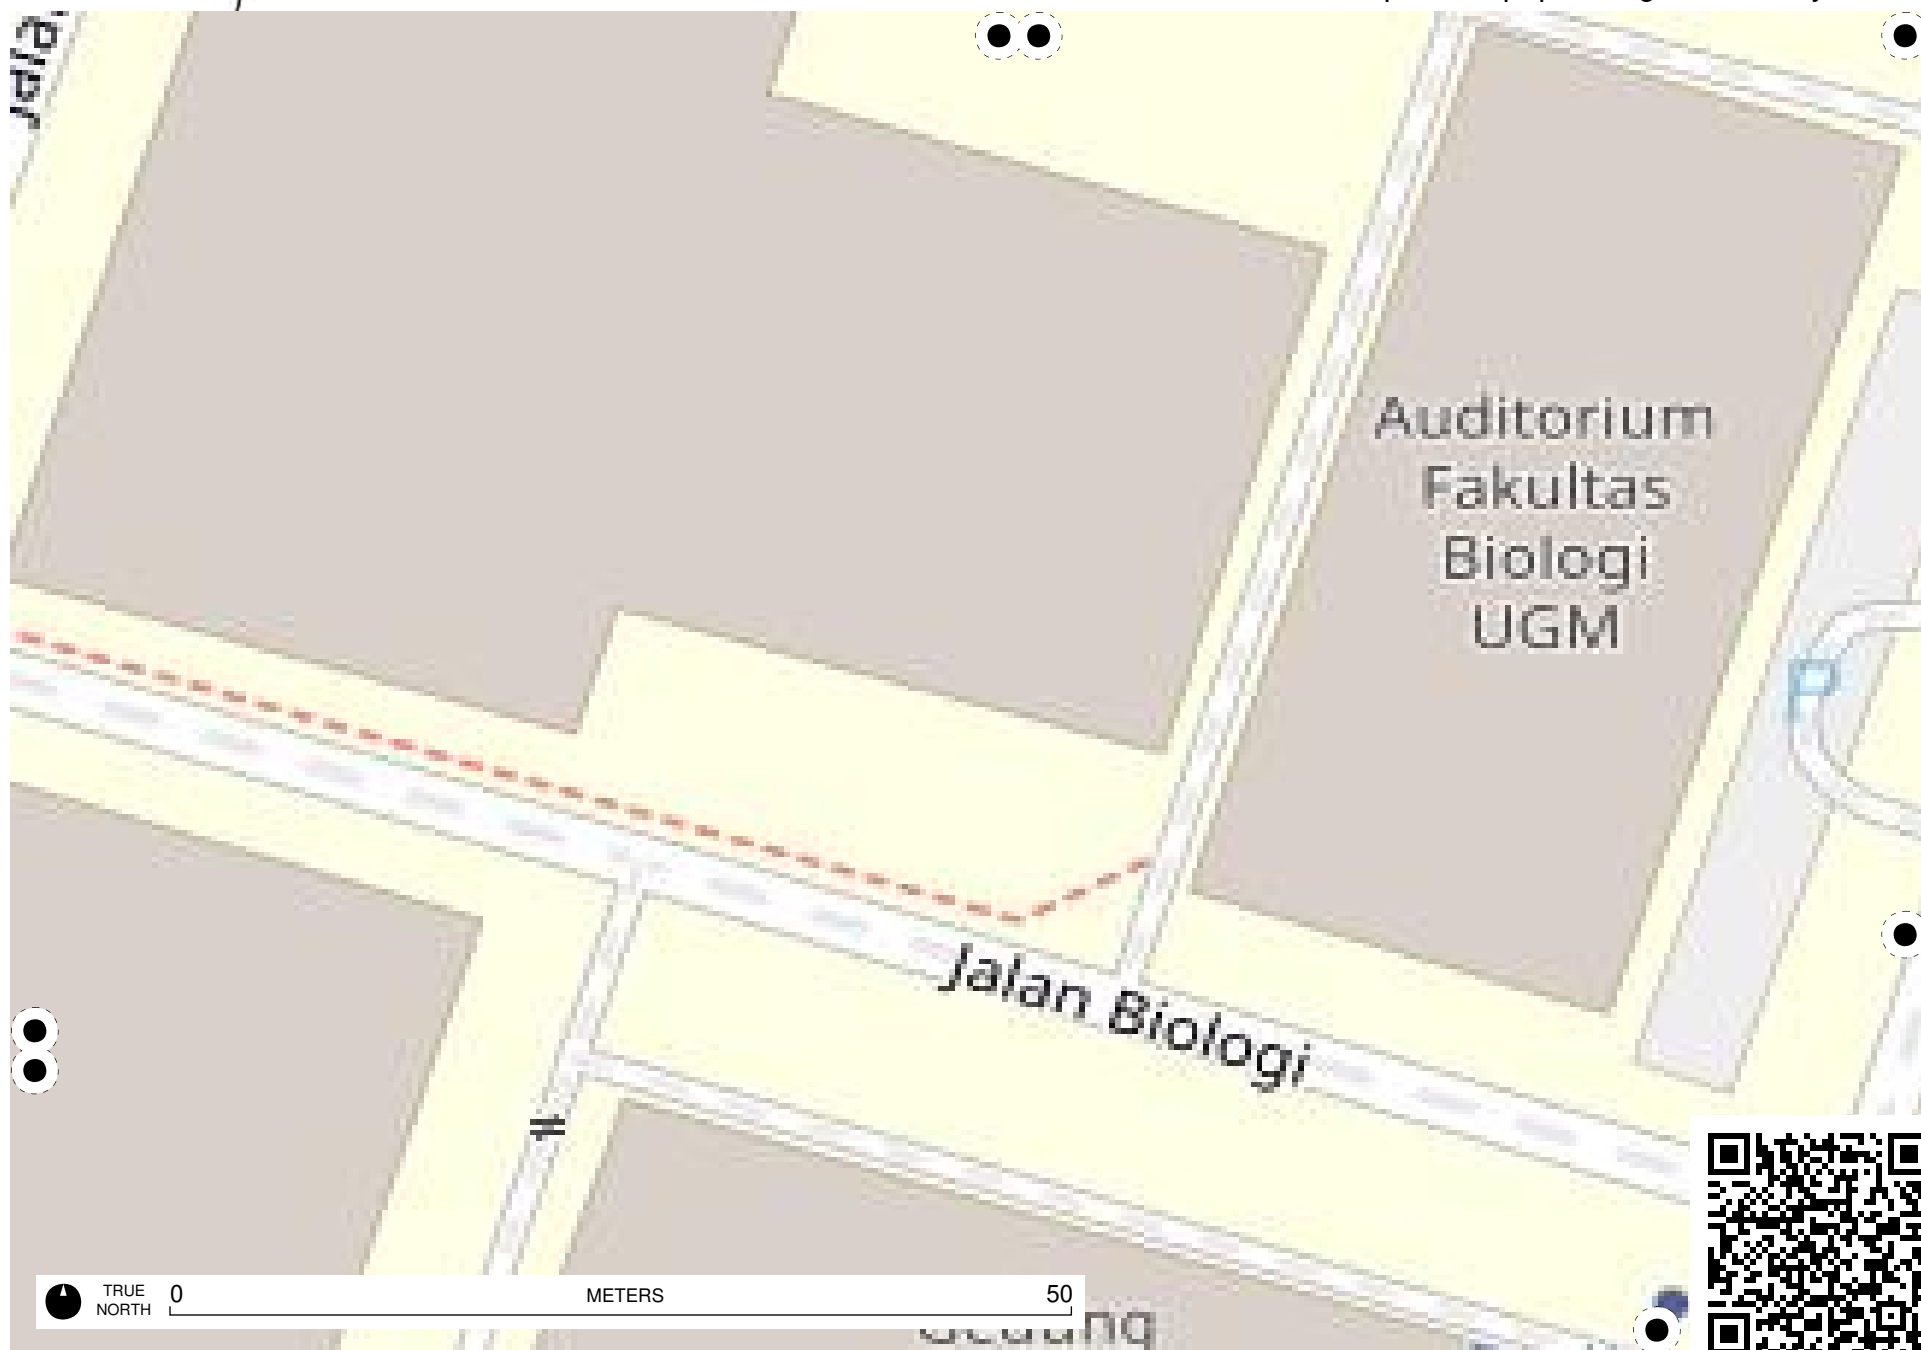 Auditorium
Fakultas
Biologi
UGM
P
Jalan Biologi
TRUE
NORTH
0
METERS
50